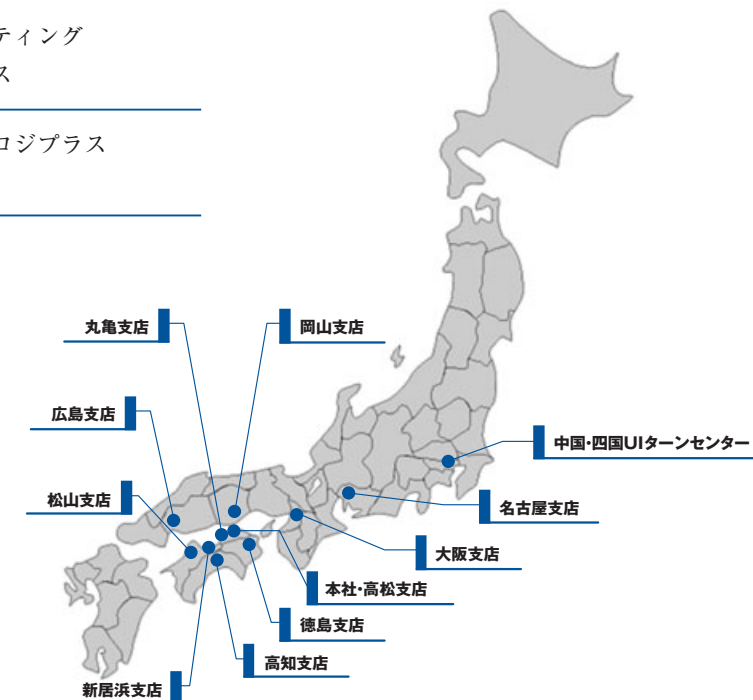 ティング
ス
ロジプラス
丸亀支店
岡山支店
広島支店
中国・四国UIターンセンター
松山支店
名古屋支店
大阪支店
本社・高松支店
徳島支店
高知支店
新居浜支店